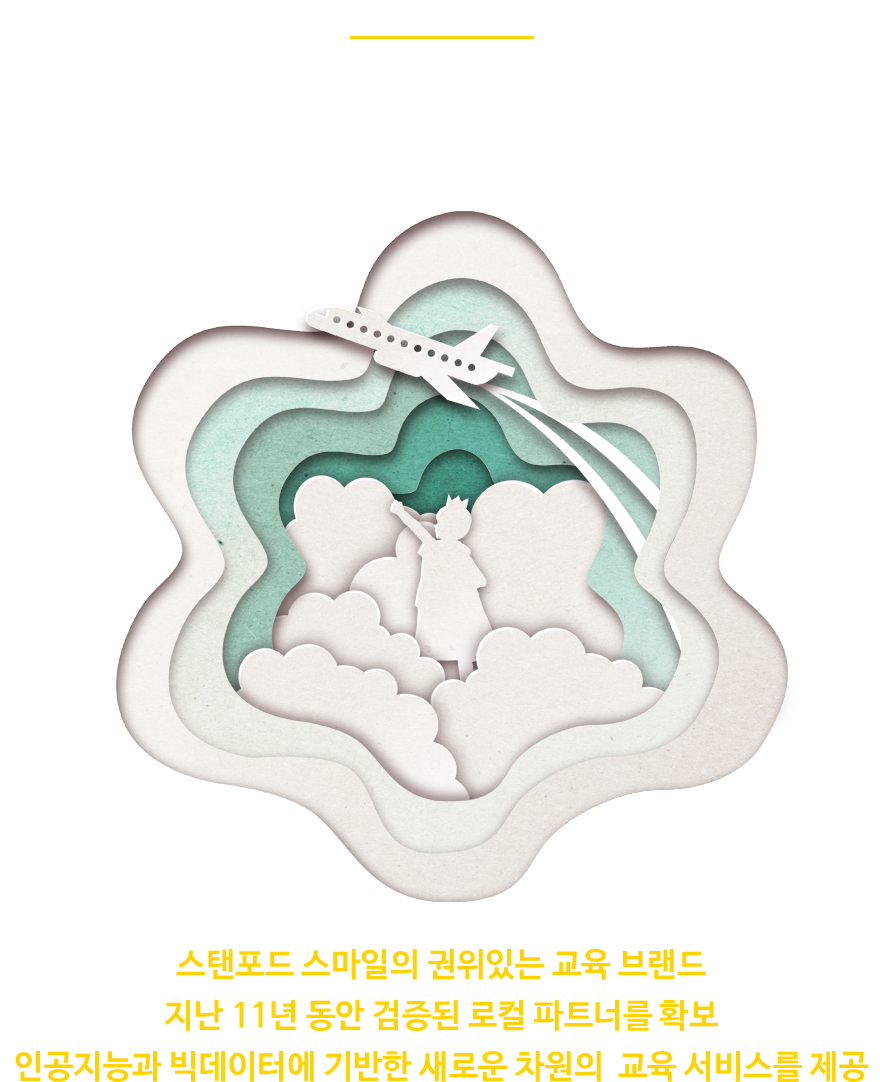 스탠포드 스마일의 권위있는 교육 브랜드
지난 11년 동안 검증된 로컬 파트너를 확보
인공지능과 빅데이터에 기반한 새로운 차원의 교육 서비스를 제공